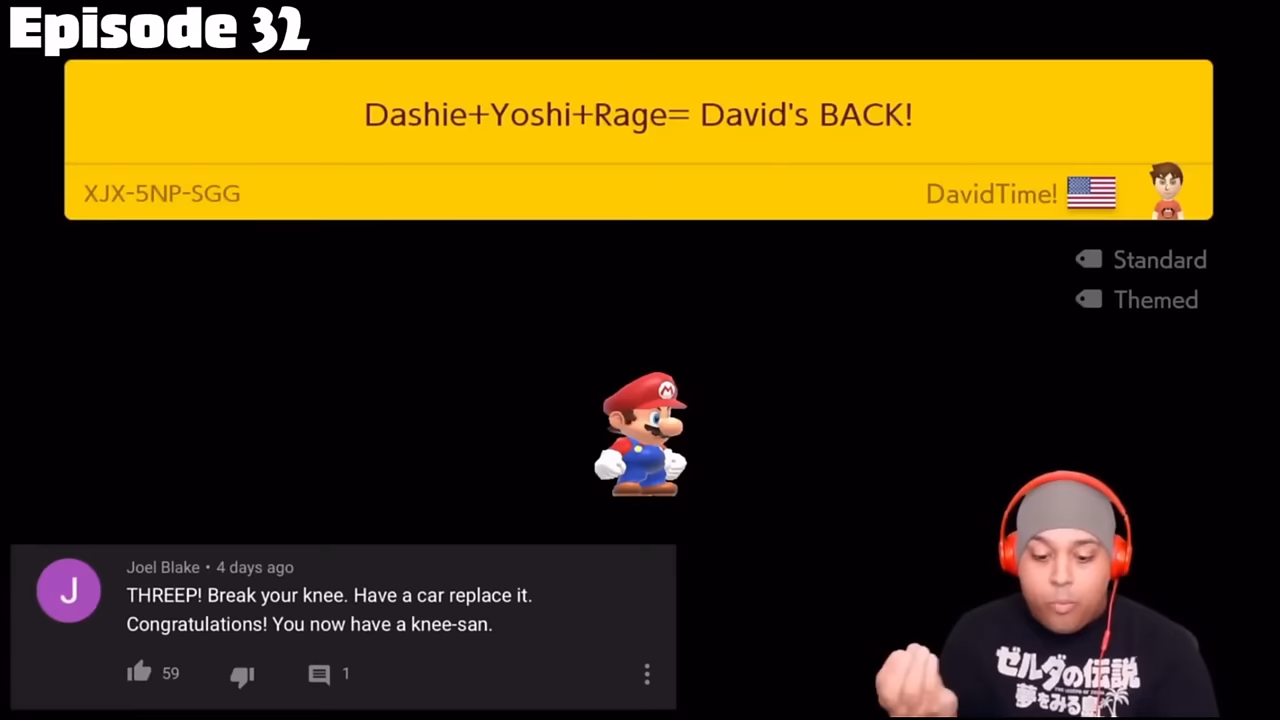 Episode 32
Dashie+Yoshi+Rage= David's BACK!
XJX-5NP-SGG
DavidTime!
Standard
Themed
M
J
Joel Blake • 4 days ago
THREEP! Break your knee. Have a car replace it.
Congratulations! You now have a knee-san.
59
1
ゼルダの伝説
夢をみる島